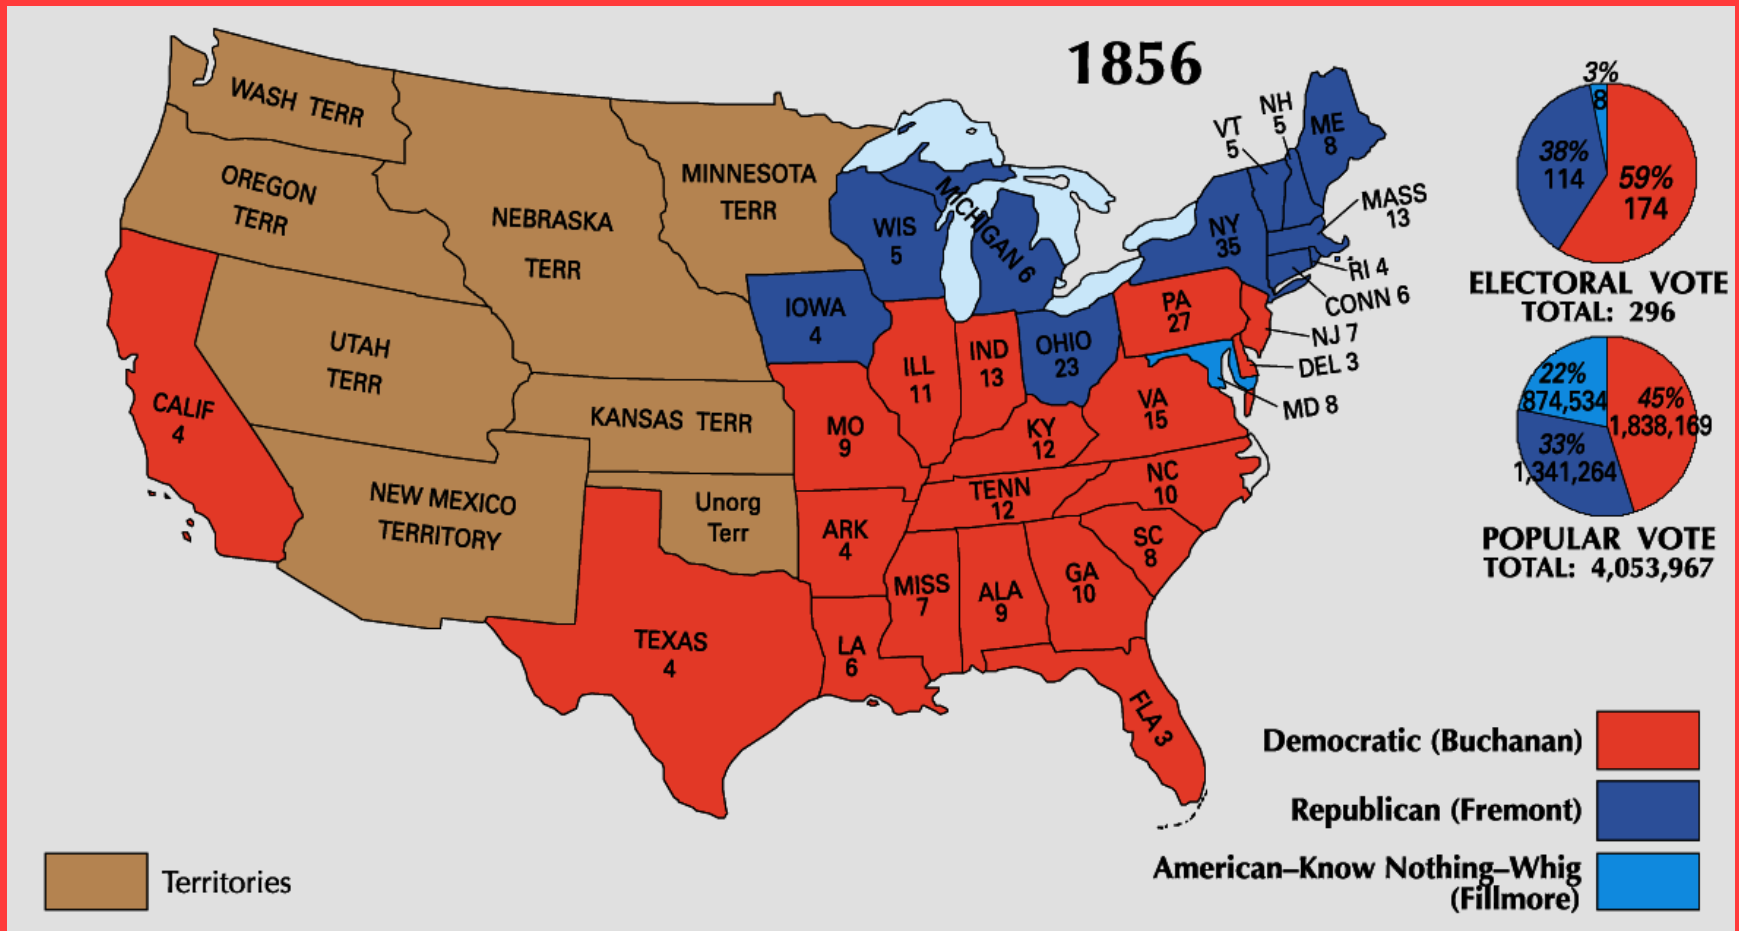 1856
WASH TERR
OREGON
TERR
NEBRASKA
TERR
MINNESOTA
TERR
UTAH
TERR
KANSAS TERR
NEW MEXICO
TERRITORY
Unorg
Terr
CALIF
4
TEXAS
4
WIS
5
MICHIGAN 6
IOWA
4
ILL
11
IND
13
OHIO
23
MO
9
KY
12
TENN
12
ARK
4
LA
6
MISS
7
ALA
9
GA
10
FLA 3
SC
8
NC
10
VA
15
PA
27
NY
35
VT
5
NH
5
ME
8
MASS
13
RI 4
CONN 6
NJ 7
DEL 3
MD 8
3%
8
38%
114
59%
174
ELECTORAL VOTE
TOTAL: 296
22%
874,534
45%
1,838,169
33%
1,341,264
POPULAR VOTE
TOTAL: 4,053,967
Democratic (Buchanan)
Republican (Fremont)
American–Know Nothing–Whig
(Fillmore)
Territories